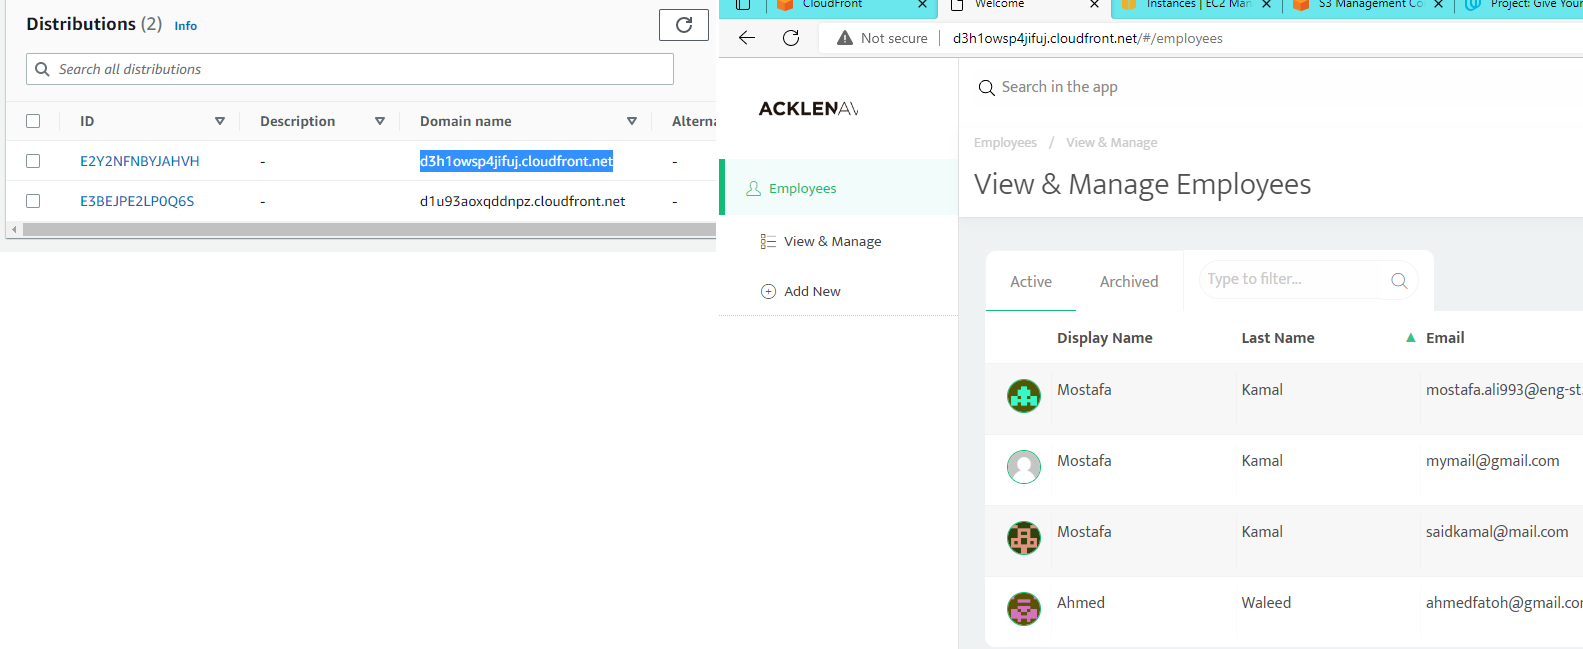 Distributions (2) Info
Search all distributions
ID Description Domain name Alterna
E2Y2NFNBYJAHVH - d3h1owsp4jifuj.cloudfront.net -
E3BEJPE2LP0Q6S - d1u93aoxqddnpz.cloudfront.net -
CloudFront Welcome Instances | EC2 Man S3 Management Co Project: Give Your
Not secure d3h1owsp4jifuj.cloudfront.net/#/employees
ACKLENAV
Search in the app
Employees / View & Manage
View & Manage Employees
Employees
View & Manage
Add New
Active Archived Type to filter...
Display Name Last Name Email
Mostafa Kamal mostafa.ali993@eng-st.
Mostafa Kamal mymail@gmail.com
Mostafa Kamal saidkamal@mail.com
Ahmed Waleed ahmedfatoh@gmail.co